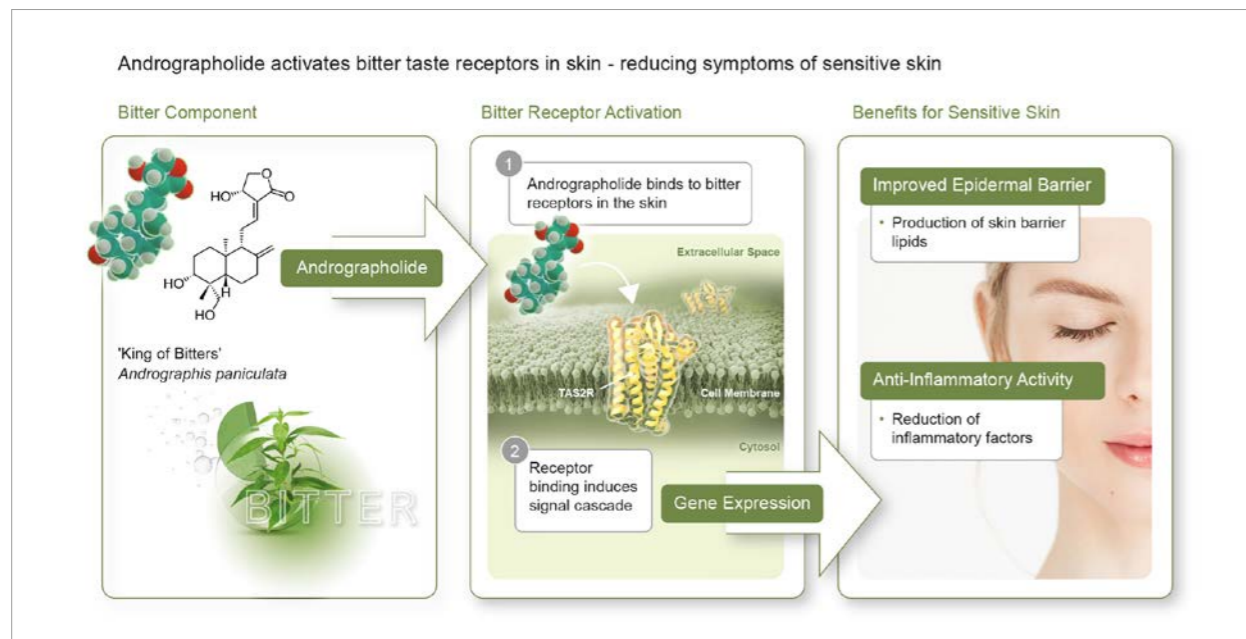 Andrographolide activates bitter taste receptors in skin - reducing symptoms of sensitive skin
Bitter Component
HO
O
O
HO
H
HO
Andrographolide
'King of Bitters'
Andrographis paniculata
BITTER
Bitter Receptor Activation
1
Andrographolide binds to bitter
receptors in the skin
Extracellular Space
TAS2R
Cell Membrane
Cytosol
2
Receptor
binding induces
signal cascade
Gene Expression
Benefits for Sensitive Skin
Improved Epidermal Barrier
• Production of skin barrier
lipids
Anti-Inflammatory Activity
• Reduction of
inflammatory factors